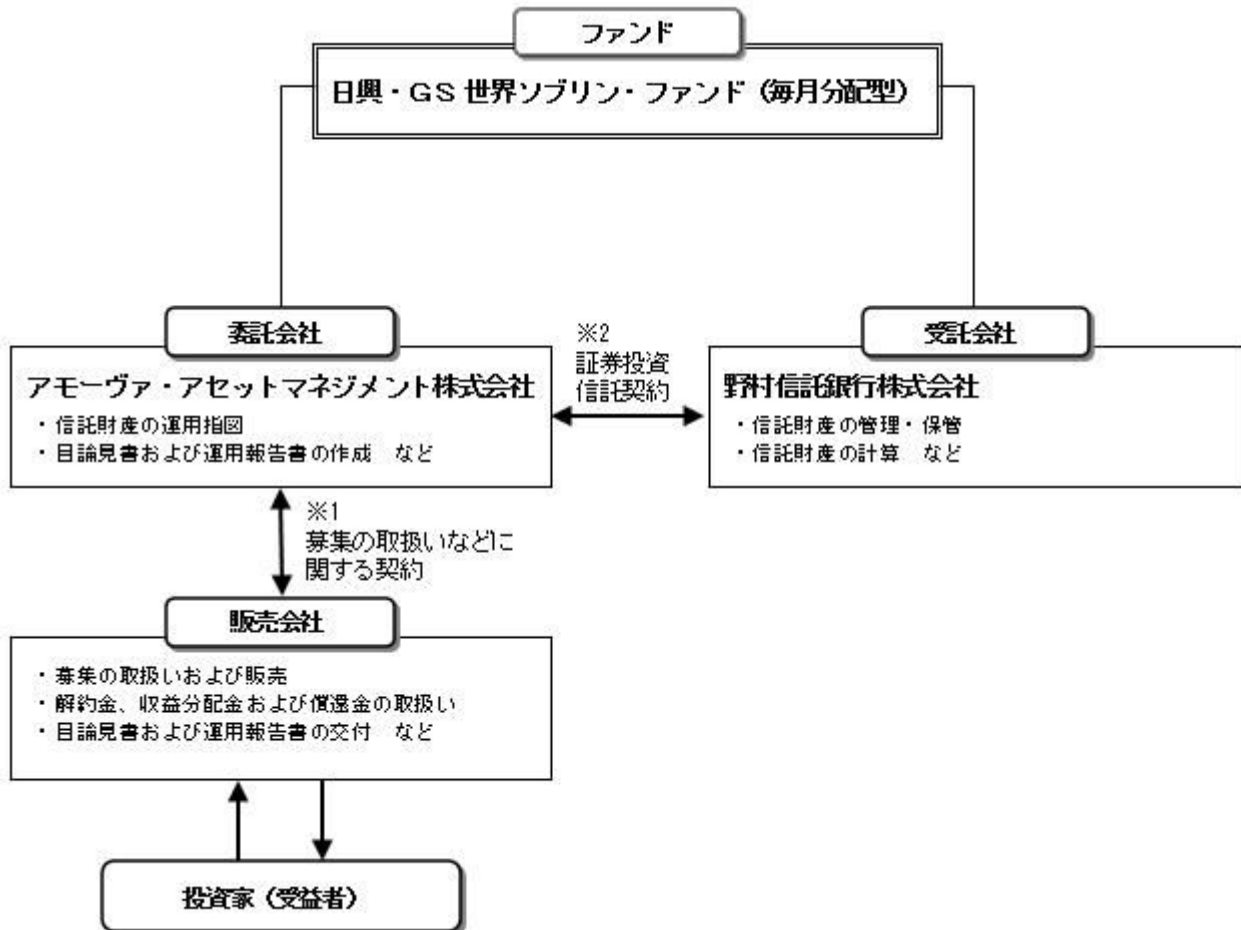 ファンド
日興・GS 世界ソブリン・ファンド (毎月分配型)
委託会社
アモーヴァ・アセットマネジメント株式会社
・信託財産の運用指図
・目論見書および運用報告書の作成 など
※2
証券投資
信託契約
受託会社
野村信託銀行株式会社
・信託財産の管理・保管
・信託財産の計算 など
※1
募集の取扱いなどに
関する契約
販売会社
・募集の取扱いおよび販売
・解約金、収益分配金および償還金の取扱い
・目論見書および運用報告書の交付 など
投資家 (受益者)